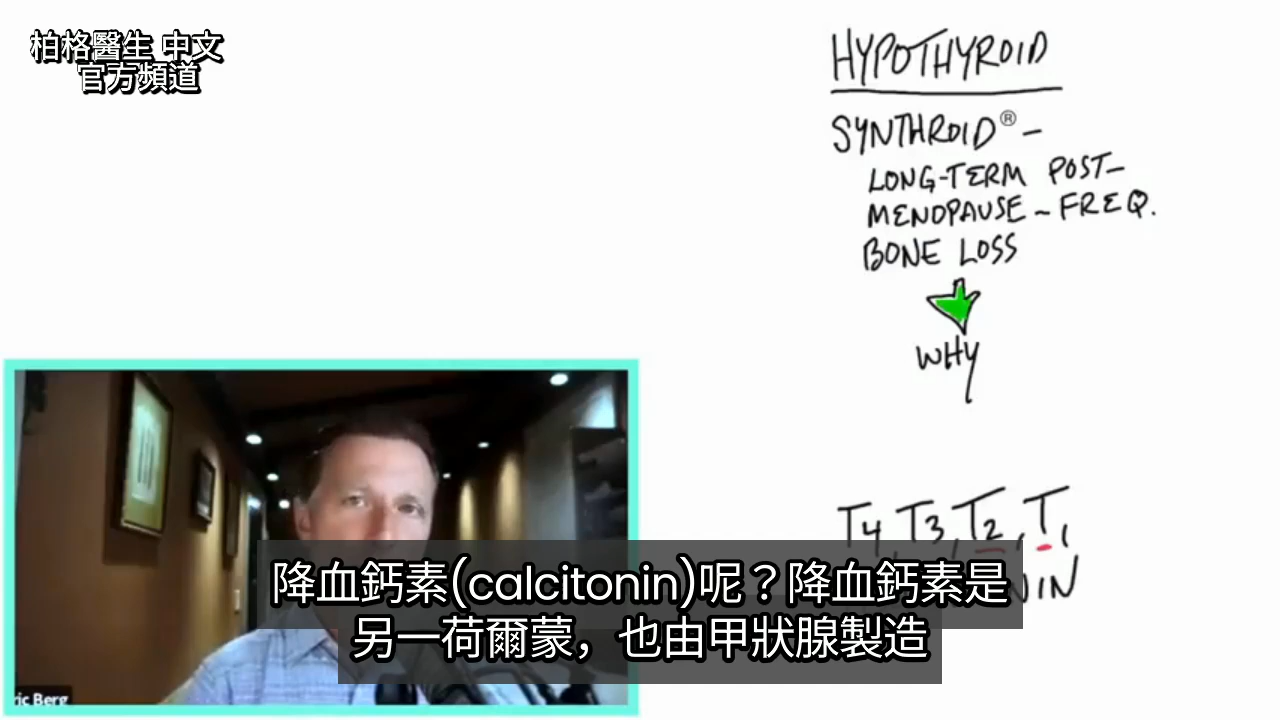 柏格醫生 中文
官方頻道
HYPOTHYROID
SYNTHROID® –
LONG-TERM POST-
MENOPAUSE ~ FREQ.
BONE LOSS
WHY
T4, T3, T2, T1
ric Berg
降血鈣素(calcitonin)呢？降血鈣素是
另一荷爾蒙，也由甲狀腺製造